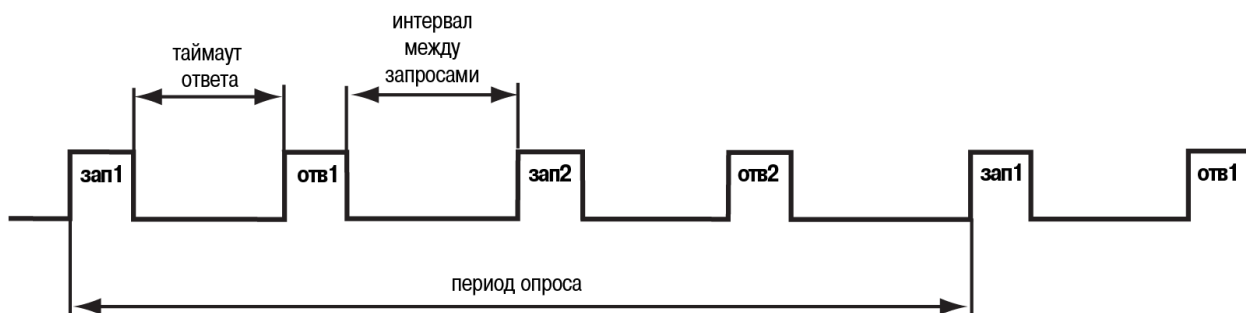 таймаут
ответа
интервал
между
запросами
зап1
отв1
зап2
отв2
зап1
отв1
период опроса